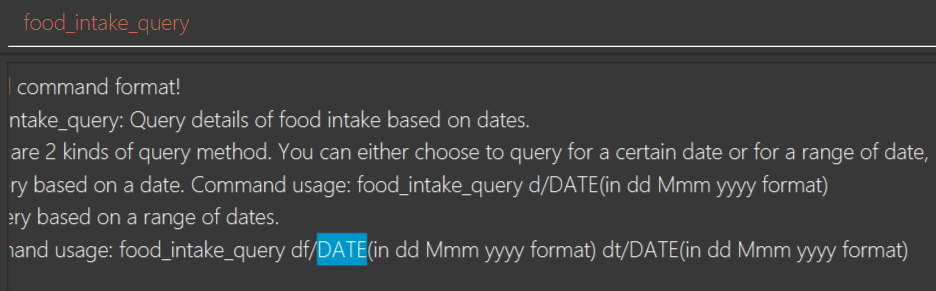 food_intake_query
command format!
ntake_query: Query details of food intake based on dates.
are 2 kinds of query method. You can either choose to query for a certain date or for a range of date,
ry based on a date. Command usage: food_intake_query d/DATE(in dd Mmm yyyy format)
ery based on a range of dates.
mand usage: food_intake_query df/DATE(in dd Mmm yyyy format) dt/DATE(in dd Mmm yyyy format)